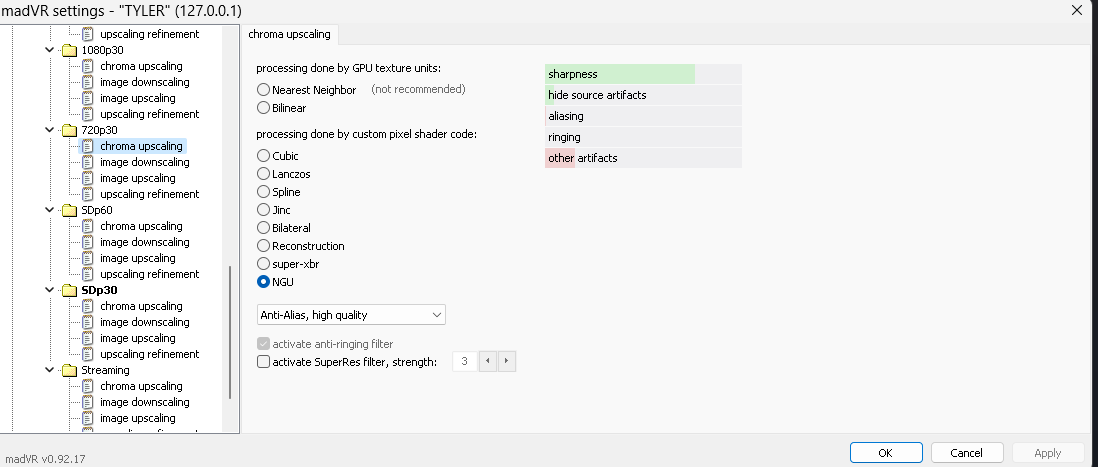 madVR settings - "TYLER" (127.0.0.1)
upscaling refinement
1080p30
chroma upscaling
image downscaling
image upscaling
upscaling refinement
720p30
chroma upscaling
image downscaling
image upscaling
upscaling refinement
SDp60
chroma upscaling
image downscaling
image upscaling
upscaling refinement
SDp30
chroma upscaling
image downscaling
image upscaling
upscaling refinement
Streaming
chroma upscaling
image downscaling
image upscaling
chroma upscaling
processing done by GPU texture units:
Nearest Neighbor (not recommended)
Bilinear
processing done by custom pixel shader code:
Cubic
Lanczos
Spline
Jinc
Bilateral
Reconstruction
super-xbr
NGU
Anti-Alias, high quality
activate anti-ringing filter
activate SuperRes filter, strength: 3
sharpness
hide source artifacts
aliasing
ringing
other artifacts
madVR v0.92.17
OK Cancel Apply